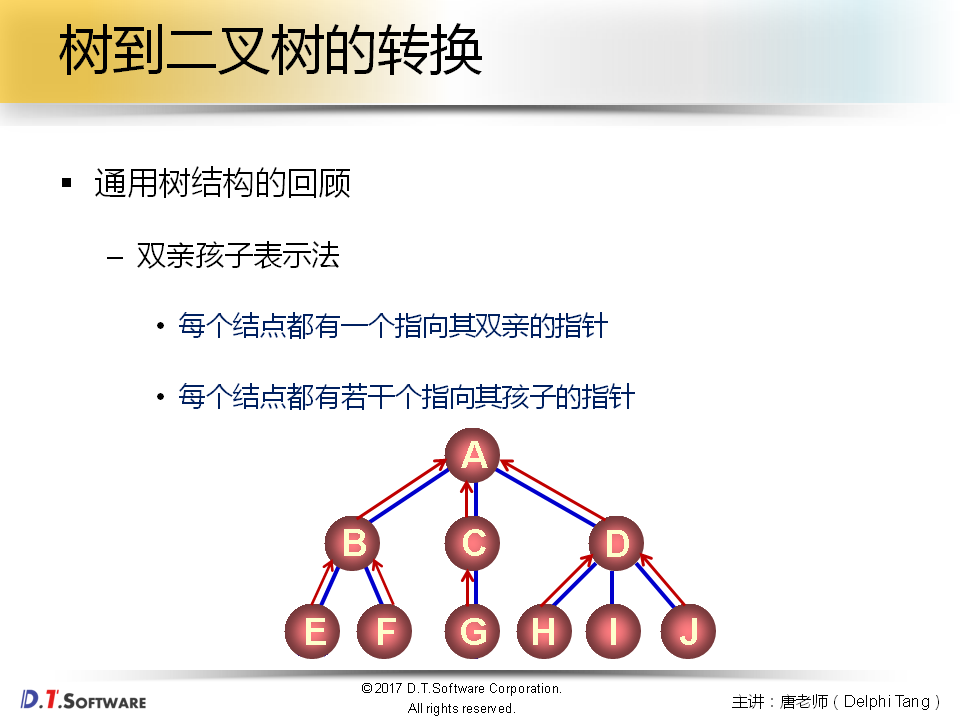 树到二叉树的转换
▪ 通用树结构的回顾
– 双亲孩子表示法
• 每个结点都有一个指向其双亲的指针
• 每个结点都有若干个指向其孩子的指针
A
B C D
E F G H I J
D.T.SOFTWARE
©2017 D.T.Software Corporation.
All rights reserved.
主讲：唐老师（Delphi Tang）